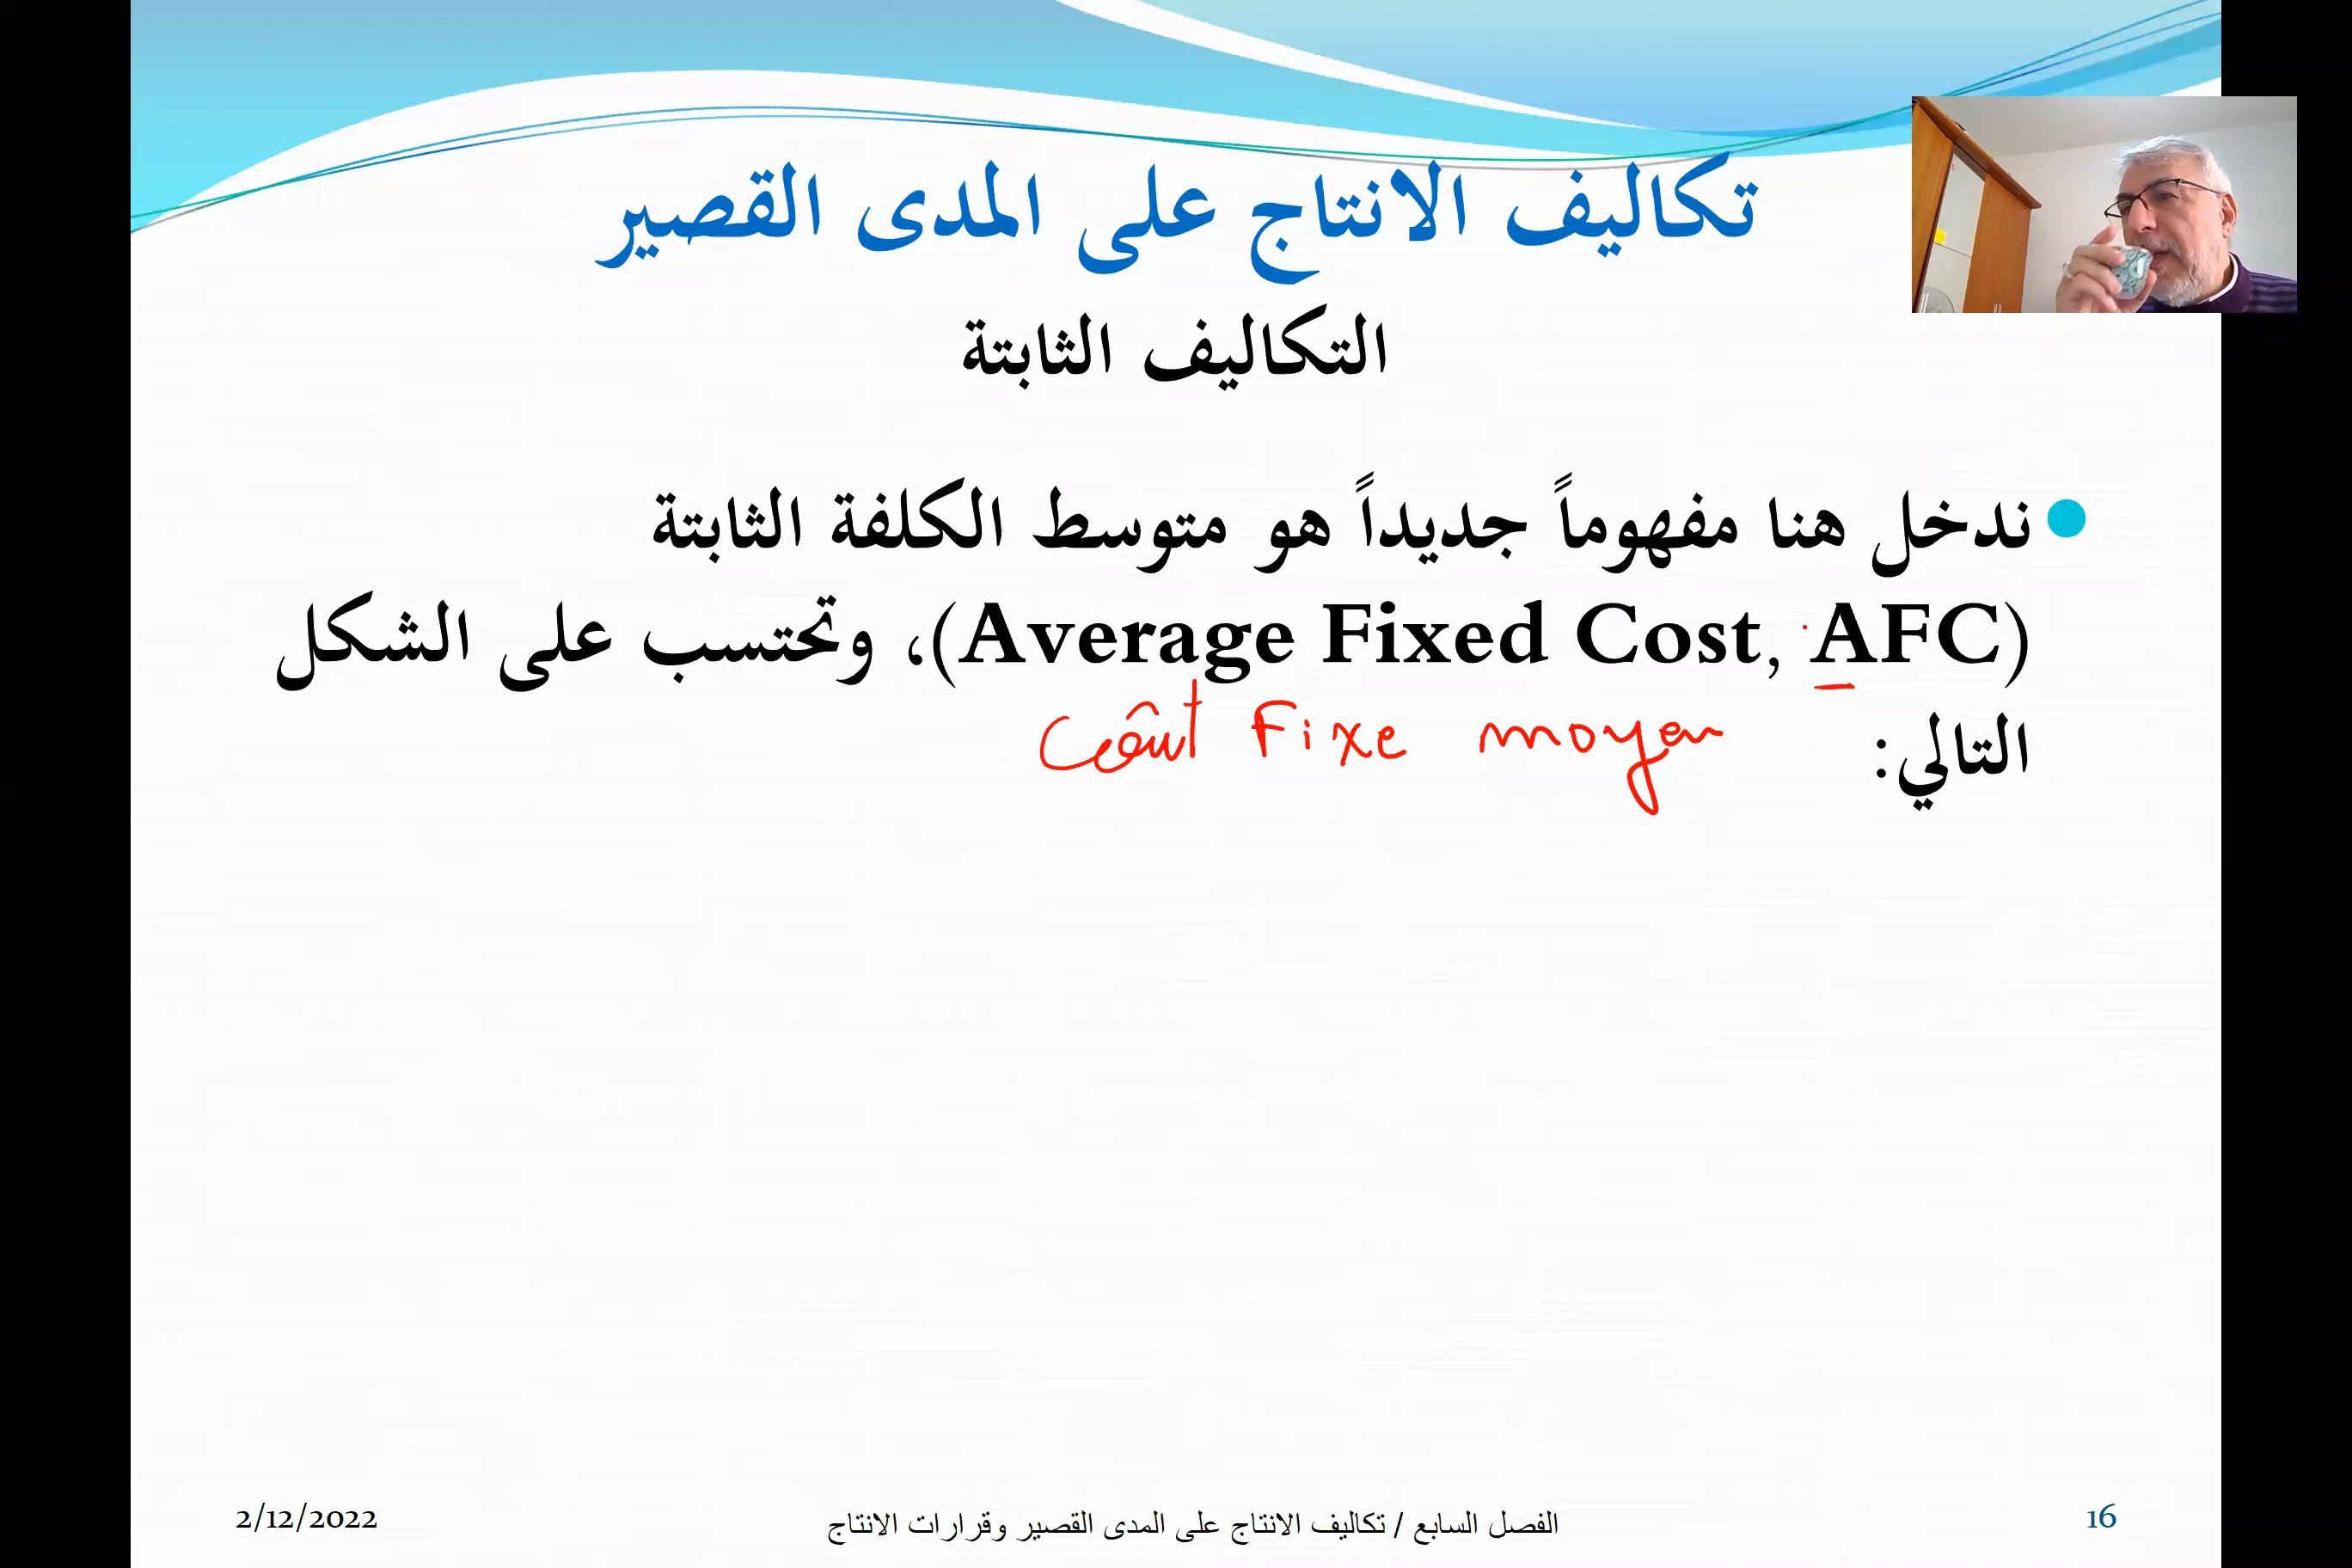 تكاليف الانتاج على المدى القصير
التكاليف الثابتة
ندخل هنا مفهوماً جديداً هو متوسط الكلفة الثابتة
(Average Fixed Cost, AFC)، وتحتسب على الشكل
التالي:
Coût Fixe moyen
2/12/2022
الفصل السابع / تكاليف الانتاج على المدى القصير وقرارات الانتاج
16